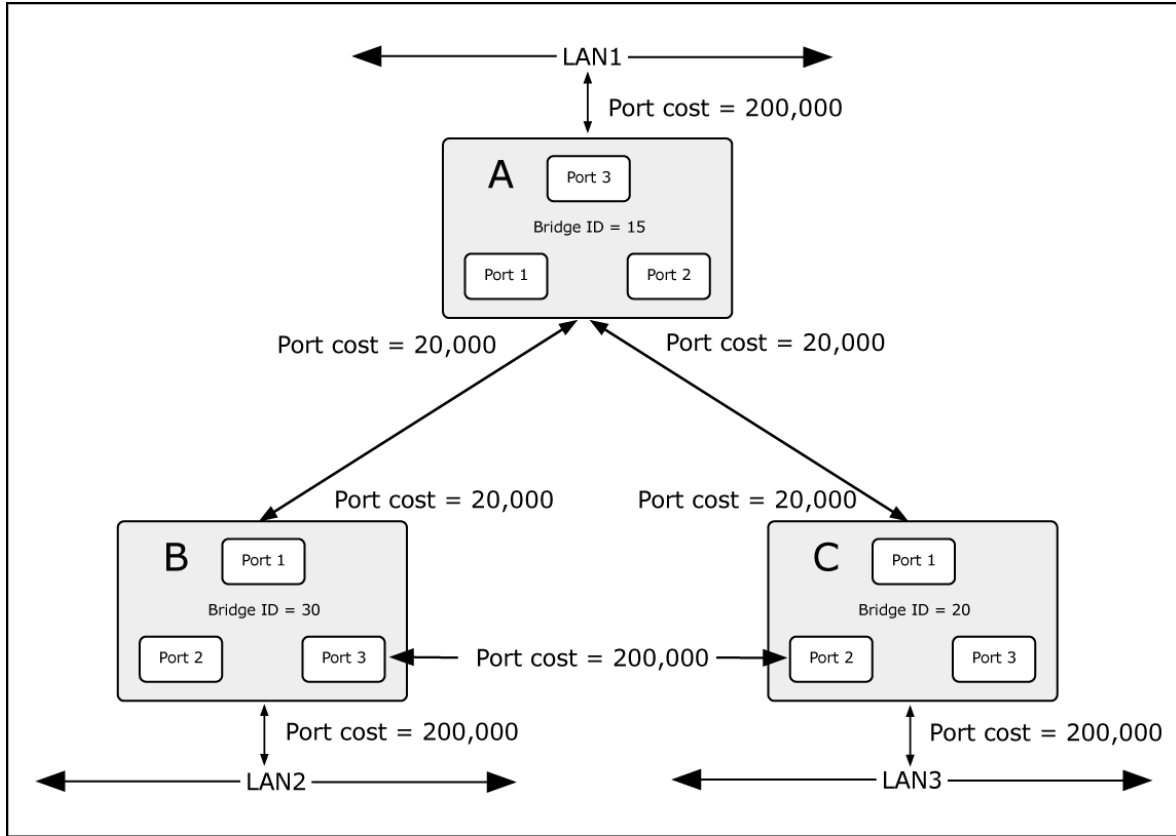 LAN1
Port cost = 200,000
A
Port 3
Bridge ID = 15
Port 1
Port 2
Port cost = 20,000
Port cost = 20,000
Port cost = 20,000
Port cost = 20,000
B
Port 1
Bridge ID = 30
Port 2
Port 3
Port cost = 200,000
C
Port 1
Bridge ID = 20
Port 2
Port 3
Port cost = 200,000
LAN2
Port cost = 200,000
LAN3